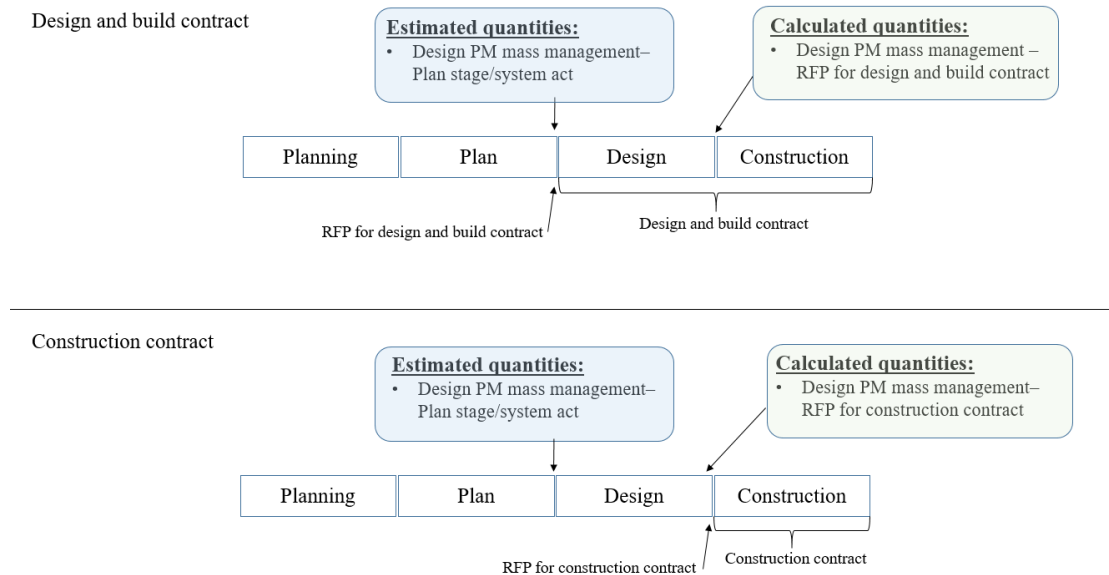 Design and build contract
Estimated quantities:
• Design PM mass management–
Plan stage/system act
Calculated quantities:
• Design PM mass management –
RFP for design and build contract
Planning
Plan
Design
Construction
RFP for design and build contract
Design and build contract
Construction contract
Estimated quantities:
• Design PM mass management–
Plan stage/system act
Calculated quantities:
• Design PM mass management–
RFP for construction contract
Planning
Plan
Design
Construction
RFP for construction contract
Construction contract